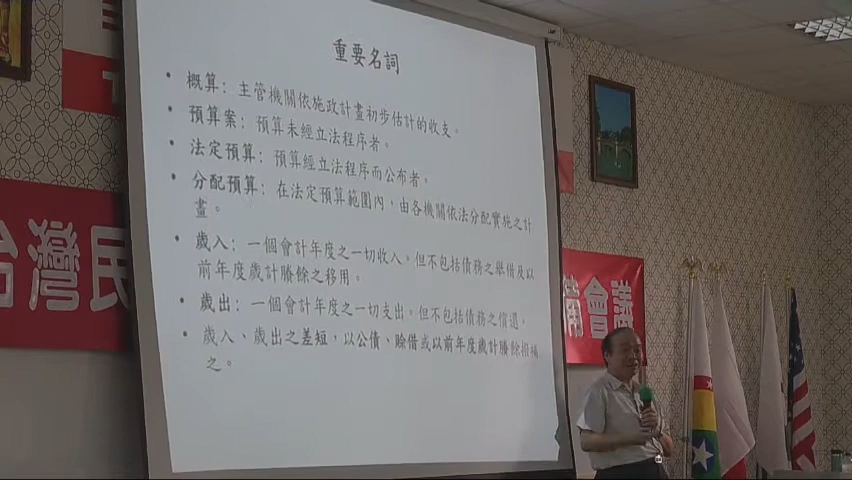 重要名詞
• 概算: 主管機關依施政計畫初步估計的收支。
• 預算案: 預算未經立法程序者。
• 法定預算: 預算經立法程序而公布者。
• 分配預算: 在法定預算範圍內,由各機關依法分配實施之計
畫。
• 歲入: 一個會計年度之一切收入。但不包括債務之舉借及以
前年度歲計賸餘之移用。
• 歲出: 一個會計年度之一切支出。但不包括債務之償還。
• 歲入、歲出之差短,以公債、賒借或以前年度歲計賸餘撥補
之。
台灣民
備會議